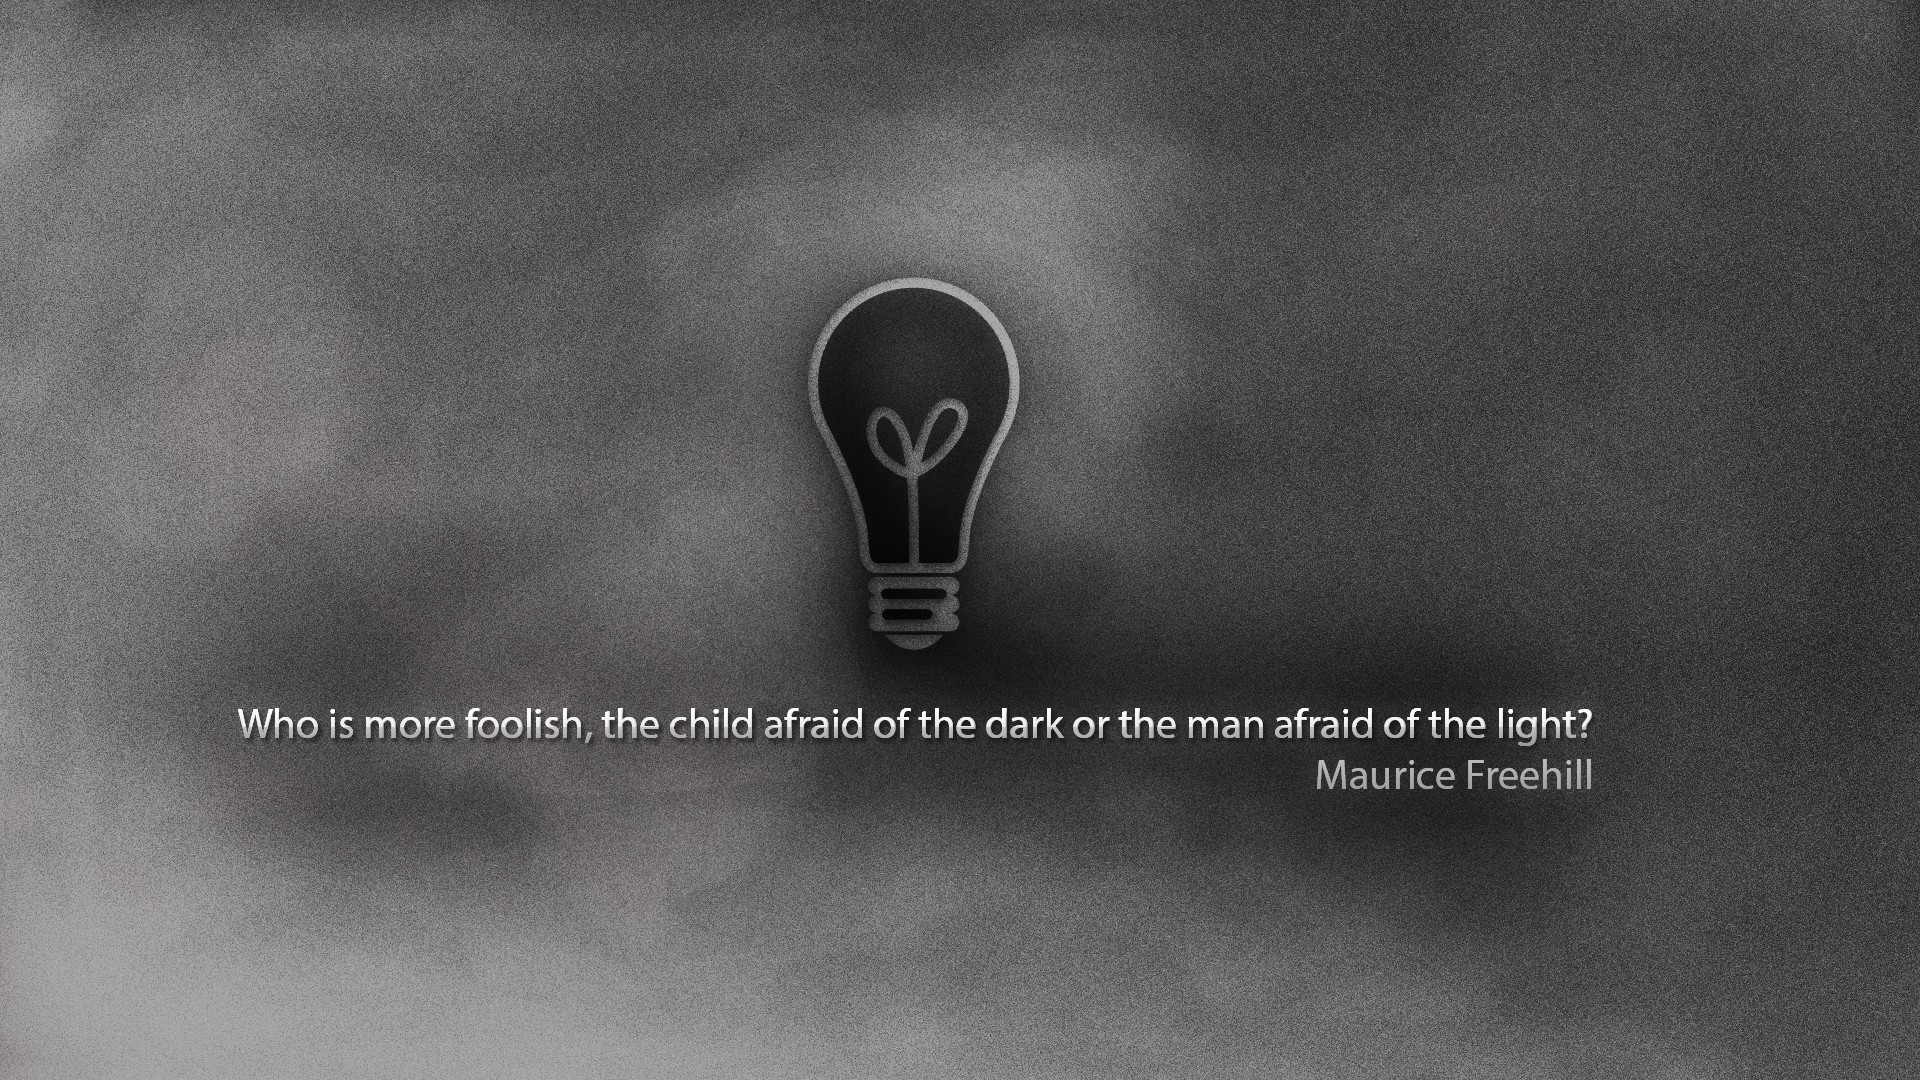 Who is more foolish, the child afraid of the dark or the man afraid of the light?
Maurice Freehill